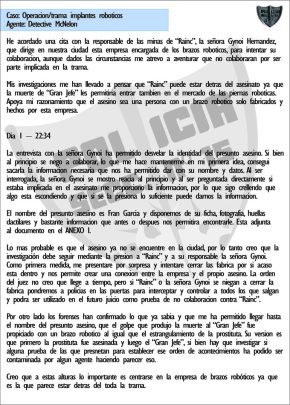 Caso: Operacion/trama implantes roboticos
Agente: Detective McNelon
He acordado una cita con la responsable de las minas de "Rainc", la señora Gynoi Hernandez,
que dirige en nuestra ciudad esta empresa encargada de los brazos roboticos, para intentar su
colaboracion, aunque dados las circunstancias me atrevo a aventurar que no colaboraran por ser
parte implicada en la trama.
Mis investigaciones me han llevado a pensar que "Rainc" puede estar detras del asesinato ya que
la muerte de "Gran Jefe" les permitiria entrar tambien en el mercado de las piernas roboticas.
Apoya mi razonamiento que el asesino sea una persona con un brazo robotico solo fabricados y
hechos por esta empresa.
Dia 1 – 22:34
La entrevista con la señora Gynoi ha permitido desvelar la identidad del presunto asesino. Si bien
al principio se nego a colaborar, lo que me hace mantenerme en mi primera idea, consegui
sacarla la informacion necesaria que nos ha permitido dar con su nombre y datos. Al ser
interrogada, la señora Gynoi se mostro reacia al principio y al ser preguntada directamente si
estaba implicada en el asesinato me proporciono la informacion, por lo que sigo crellendo que
algo esta escondiendo y que si la presiona lo suficiente puede darnos la informacion.
El nombre del presunto asesino es Fran Garcia y disponemos de su ficha, fotografia, huellas
dactilares y bastante informacion que antes o despues nos permitira encontrarle. Esta adjunta
al documento en el ANEXO I.
Lo mas probable es que el asesino ya no se encuentre en la ciudad, por lo tanto creo que la
investigacion debe seguir mediante la presion a "Rainc" y a su responsable la señora Gynoi.
Como primera medida, me presentare por sorpresa e intentare cerrar las fabrica por si acaso
esta dentro y nos permite crear una conexion entre la empresa y el propio asesino. La orden
del juez no creo que llege a tiempo, pero si "Rainc" o la señora Gynoi se niegan a cerrar la
fabrica pondremos a policias en las puertas para interceptar y controlar a todos los que salgan
y podra ser utilizado en el futuro juicio como prueba de no colaboracion contra "Rainc".
Por otro lado los forenses han confirmado lo que ya sabia y que me ha permitido llegar hasta
el nombre del presunto asesino, que el golpe que produjo la muerte al "Gran Jefe" fue
propiciado con un brazo robotico al igual que el estrangulamiento de la prostituta. Su version es
que primero la prostituta fue asesinada y luego el "Gran Jefe", si bien hay que investigar si
alguna prueba de las que presnetan para establecer ese orden de acontecimientos ha podido ser
contaminada por algun agente haciendo parecer eso.
Creo que a estas alturas lo importante es centrarse en la empresa de brazos robóticos ya que
es la que parece estar detras del toda la trama.
POLICIA